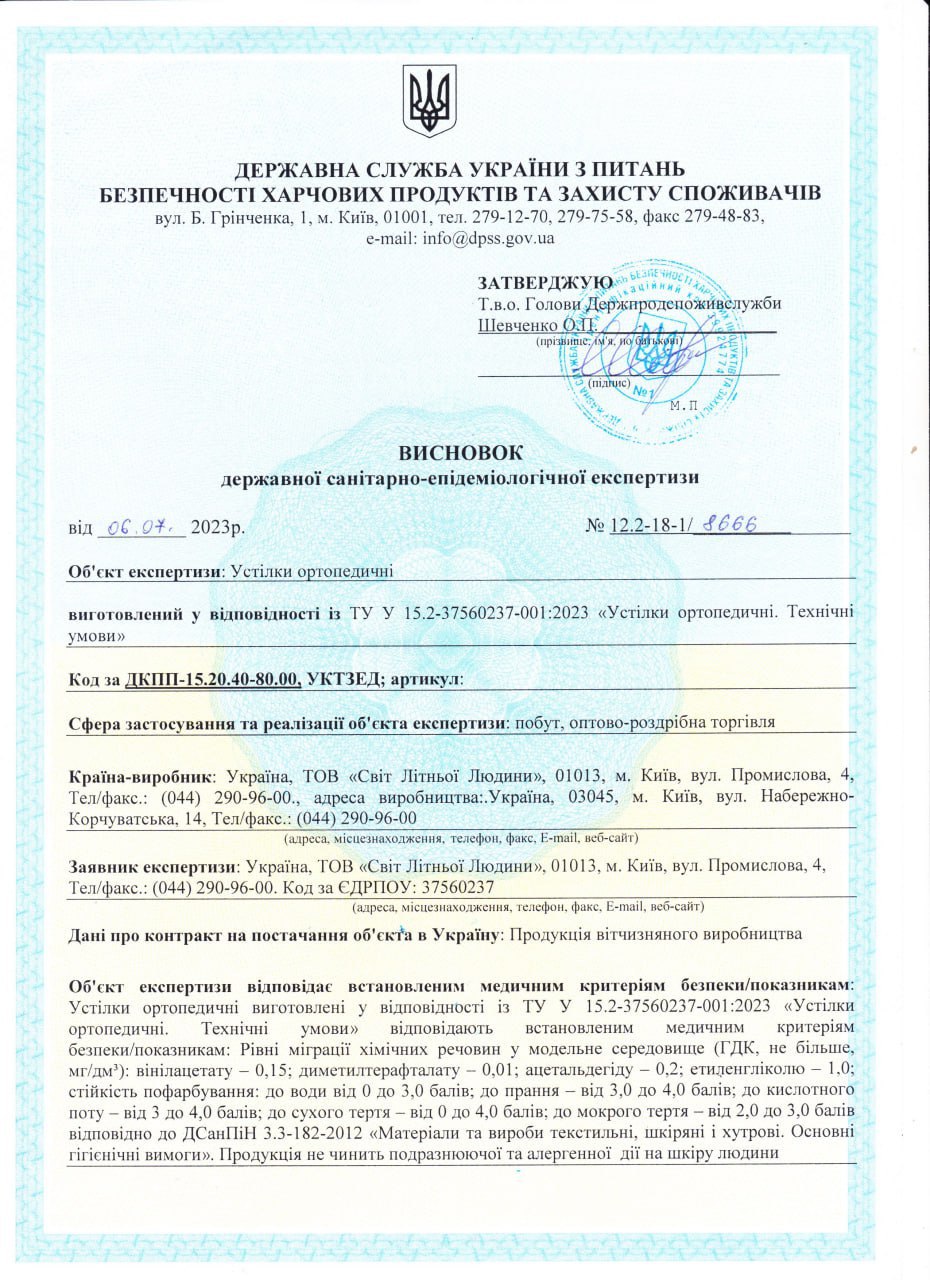 ДЕРЖАВНА СЛУЖБА УКРАЇНИ З ПИТАНЬ
БЕЗПЕЧНОСТІ ХАРЧОВИХ ПРОДУКТІВ ТА ЗАХИСТУ СПОЖИВАЧІВ
вул. Б. Грінченка, 1, м. Київ, 01001, тел. 279-12-70, 279-75-58, факс 279-48-83,
e-mail: info@dpss.gov.ua
ЗАТВЕРДЖУЮ
Т.в.о. Голови Держпродспоживслужби
Шевченко О.П.
(прізвище, ім'я, по батькові)
(підпис)
№1
М.П
ВИСНОВОК
державної санітарно-епідеміологічної експертизи
від 06.07. 2023р. № 12.2-18-1/ 8666
Об'єкт експертизи: Устілки ортопедичні
виготовлений у відповідності із ТУ У 15.2-37560237-001:2023 «Устілки ортопедичні. Технічні
умови»
Код за ДКПП-15.20.40-80.00, УКТЗЕД; артикул:
Сфера застосування та реалізації об'єкта експертизи: побут, оптово-роздрібна торгівля
Країна-виробник: Україна, ТОВ «Світ Літньої Людини», 01013, м. Київ, вул. Промислова, 4,
Тел/факс.: (044) 290-96-00., адреса виробництва:.Україна, 03045, м. Київ, вул. Набережно-
Корчуватська, 14, Тел/факс.: (044) 290-96-00
(адреса, місцезнаходження, телефон, факс, E-mail, веб-сайт)
Заявник експертизи: Україна, ТОВ «Світ Літньої Людини», 01013, м. Київ, вул. Промислова, 4,
Тел/факс.: (044) 290-96-00. Код за ЄДРПОУ: 37560237
(адреса, місцезнаходження, телефон, факс, E-mail, веб-сайт)
Дані про контракт на постачання об'єкта в Україну: Продукція вітчизняного виробництва
Об'єкт експертизи відповідає встановленим медичним критеріям безпеки/показникам:
Устілки ортопедичні виготовлені у відповідності із ТУ У 15.2-37560237-001:2023 «Устілки
ортопедичні. Технічні умови» відповідають встановленим медичним критеріям
безпеки/показникам: Рівні міграції хімічних речовин у модельне середовище (ГДК, не більше,
мг/дм³): вінілацетату – 0,15; диметилтерафталату – 0,01; ацетальдегіду – 0,2; етиленгліколю – 1,0;
стійкість пофарбування: до води від 0 до 3,0 балів; до прання – від 3,0 до 4,0 балів; до кислотного
поту – від 3 до 4,0 балів; до сухого тертя – від 0 до 4,0 балів; до мокрого тертя – від 2,0 до 3,0 балів
відповідно до ДСанПіН 3.3-182-2012 «Матеріали та вироби текстильні, шкіряні і хутрові. Основні
гігієнічні вимоги». Продукція не чинить подразнюючої та алергенної дії на шкіру людини